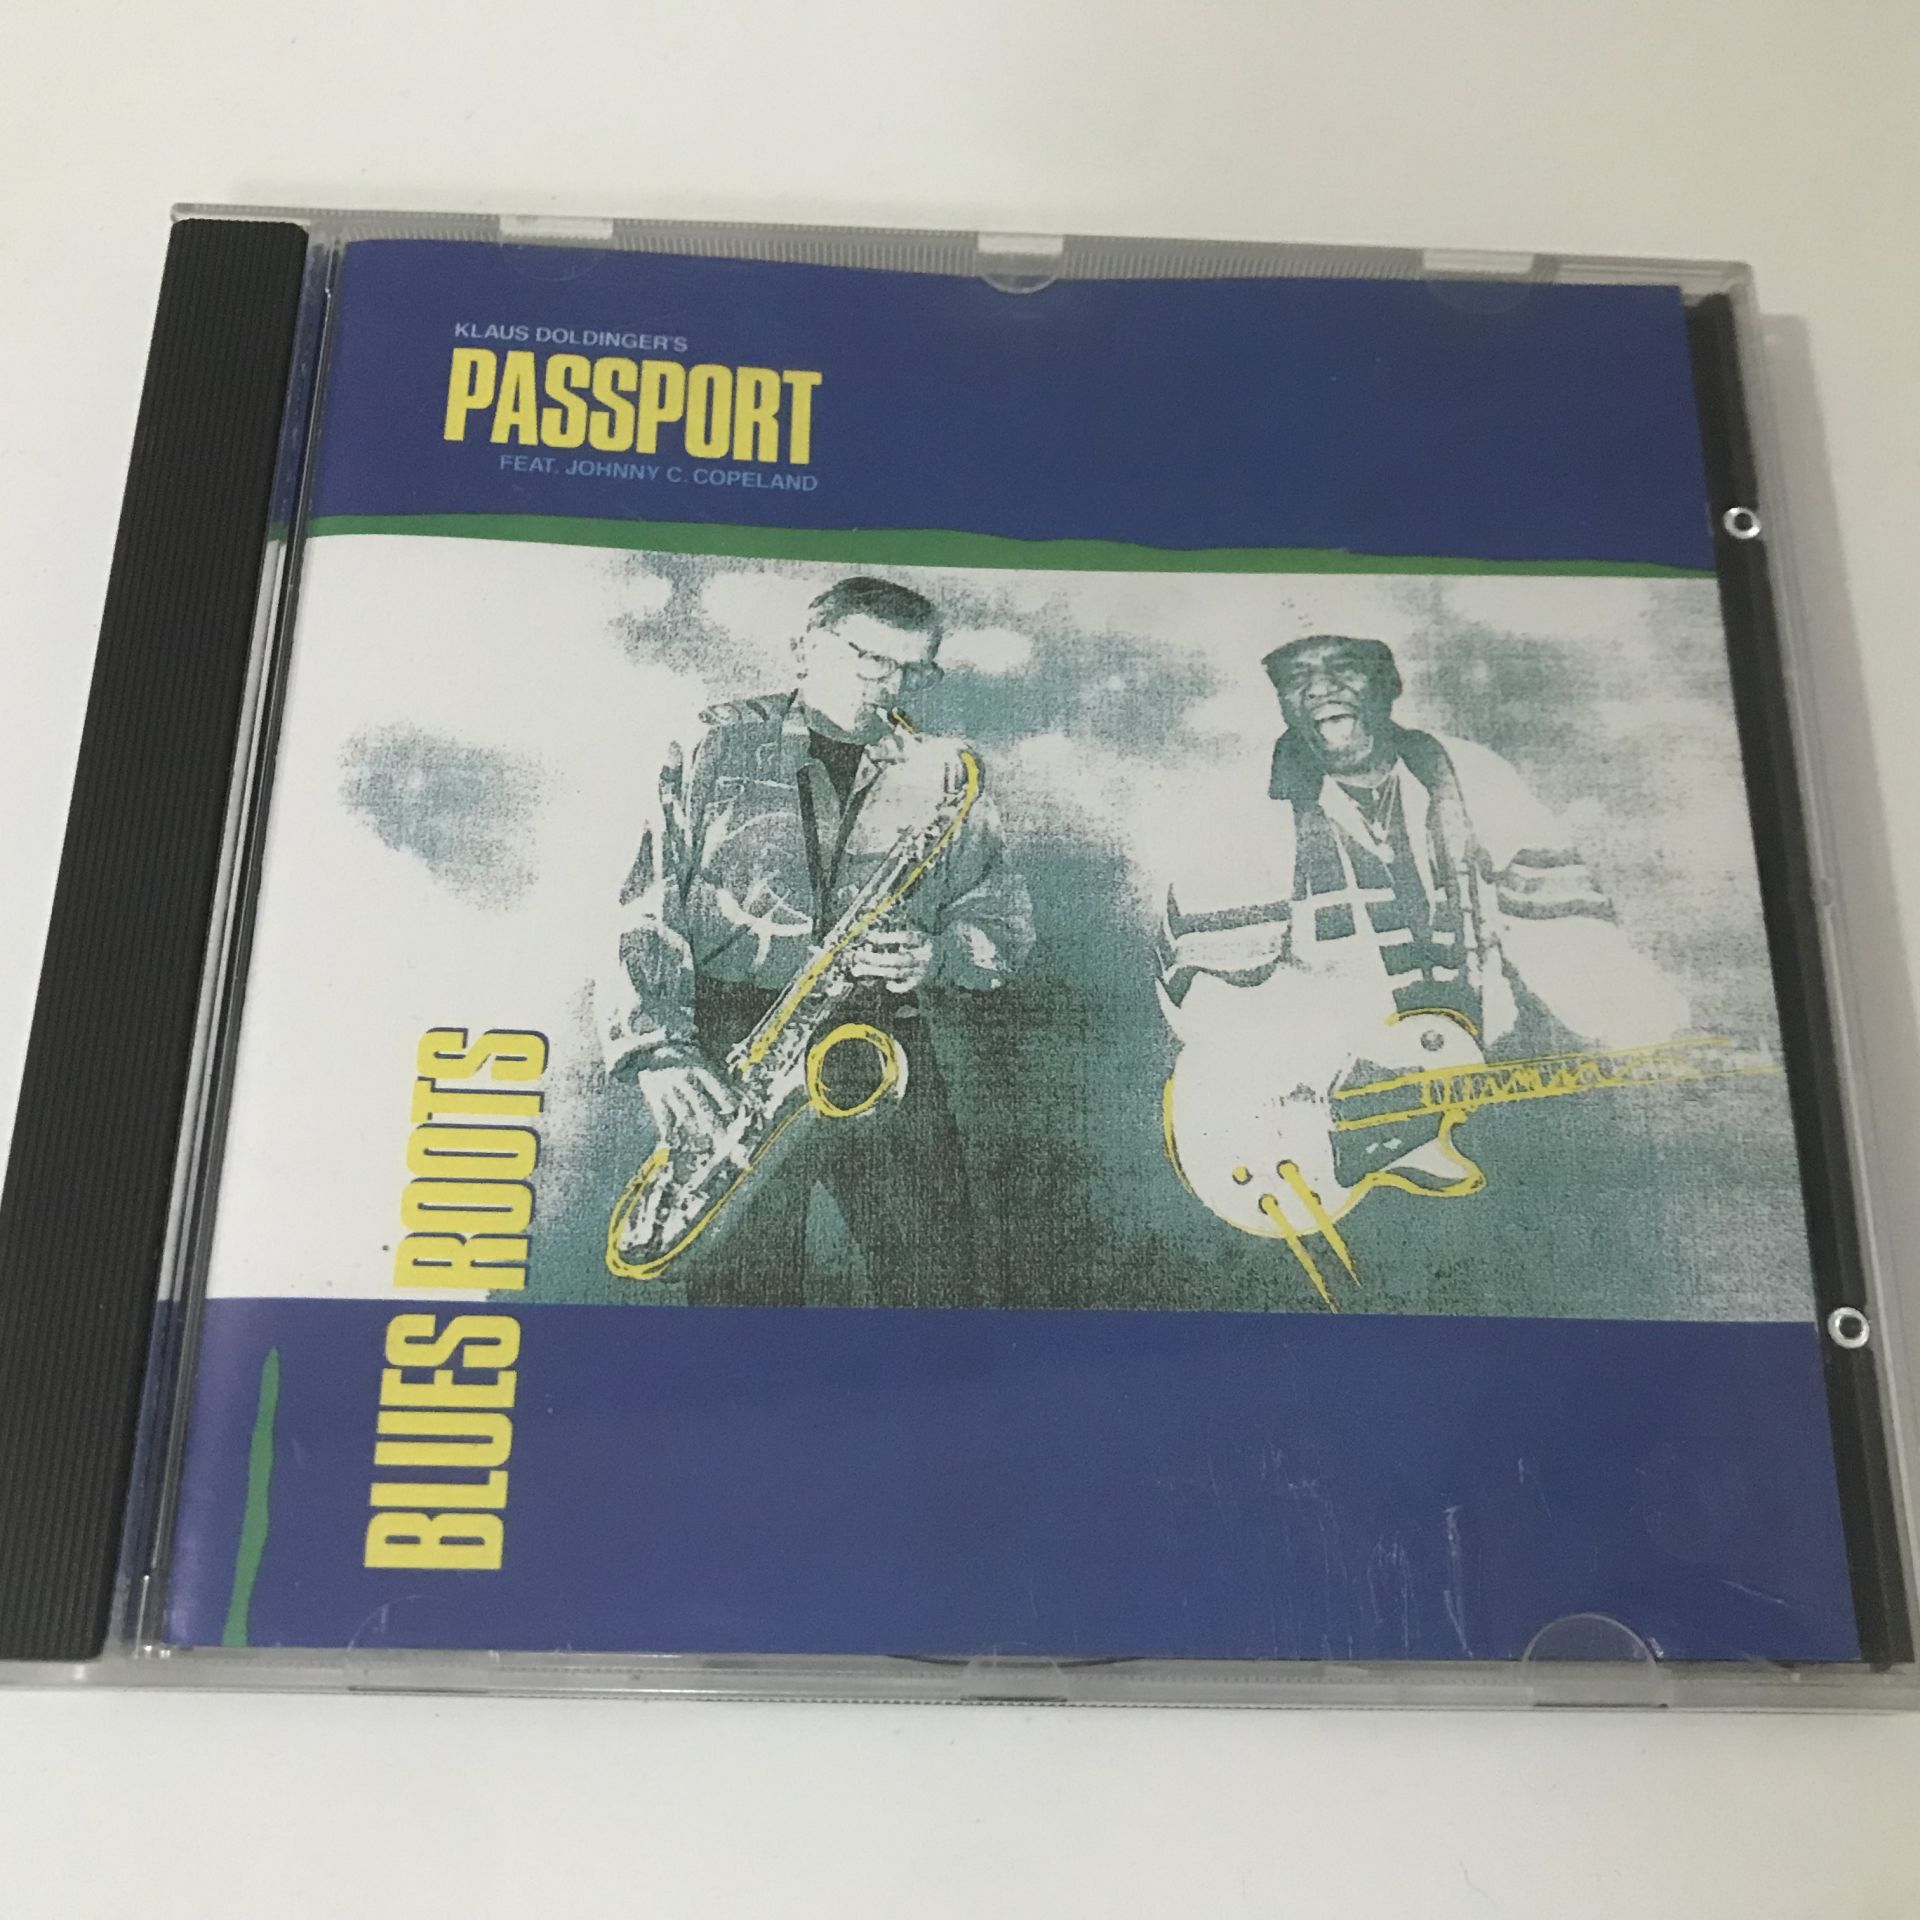 KLAUS DOLDINGER'S
PASSPORT
FEAT. JOHNNY C. COPELAND
BLUES ROOTS